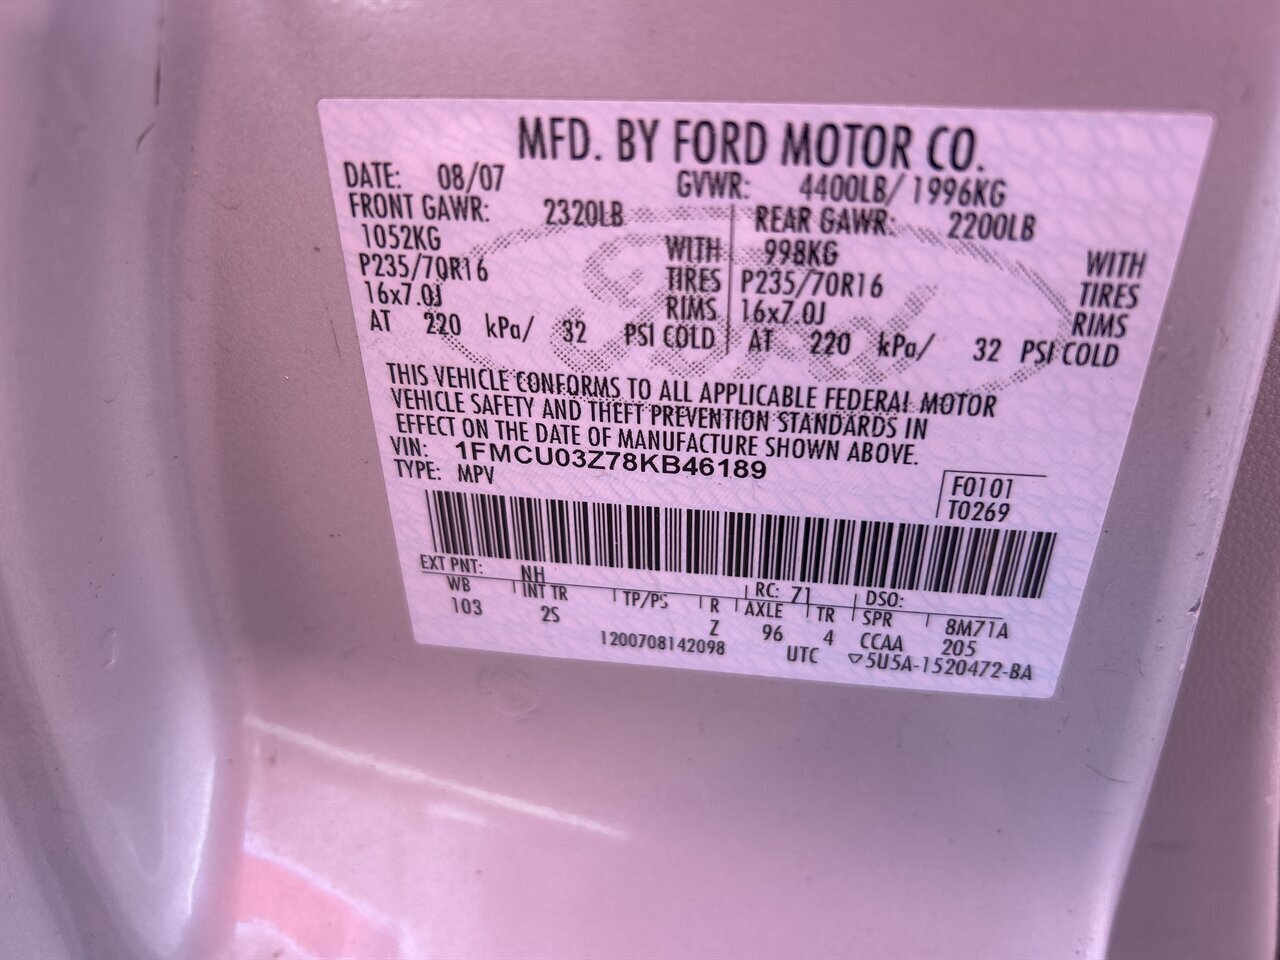 MFD. BY FORD MOTOR CO.
DATE: 08/07 GVWR: 4400LB/ 1996KG
FRONT GAWR: 2320LB REAR GAWR: 2200LB
1052KG WITH 998KG WITH
P235/70R16 TIRES P235/70R16 TIRES
16x7.0J RIMS 16x7.0J RIMS
AT 220 kPa/ 32 PSI COLD AT 220 kPa/ 32 PSI COLD
THIS VEHICLE CONFORMS TO ALL APPLICABLE FEDERAL MOTOR
VEHICLE SAFETY AND THEFT PREVENTION STANDARDS IN
EFFECT ON THE DATE OF MANUFACTURE SHOWN ABOVE.
VIN: 1FMCU03Z78KB46189
TYPE: MPV
F0101
T0269
EXT PNT: NH RC: 71 DSO:
WB INT TR TP/PS R AXLE TR SPR 8M71A
103 2S Z 96 4 CCAA 205
1200708142098 UTC ▽5U5A-1520472-BA
Ford